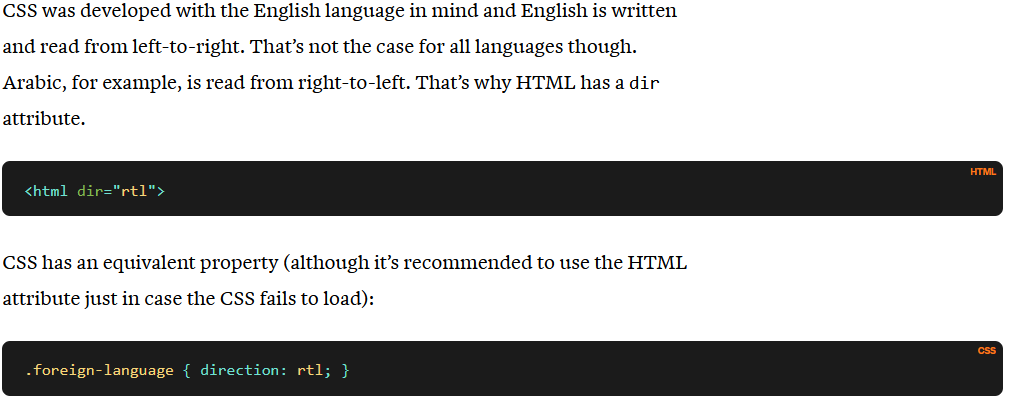 CSS was developed with the English language in mind and English is written
and read from left-to-right. That’s not the case for all languages though.
Arabic, for example, is read from right-to-left. That’s why HTML has a dir
attribute.
HTML
<html dir="rtl">
CSS has an equivalent property (although it’s recommended to use the HTML
attribute just in case the CSS fails to load):
CSS
.foreign-language { direction: rtl; }